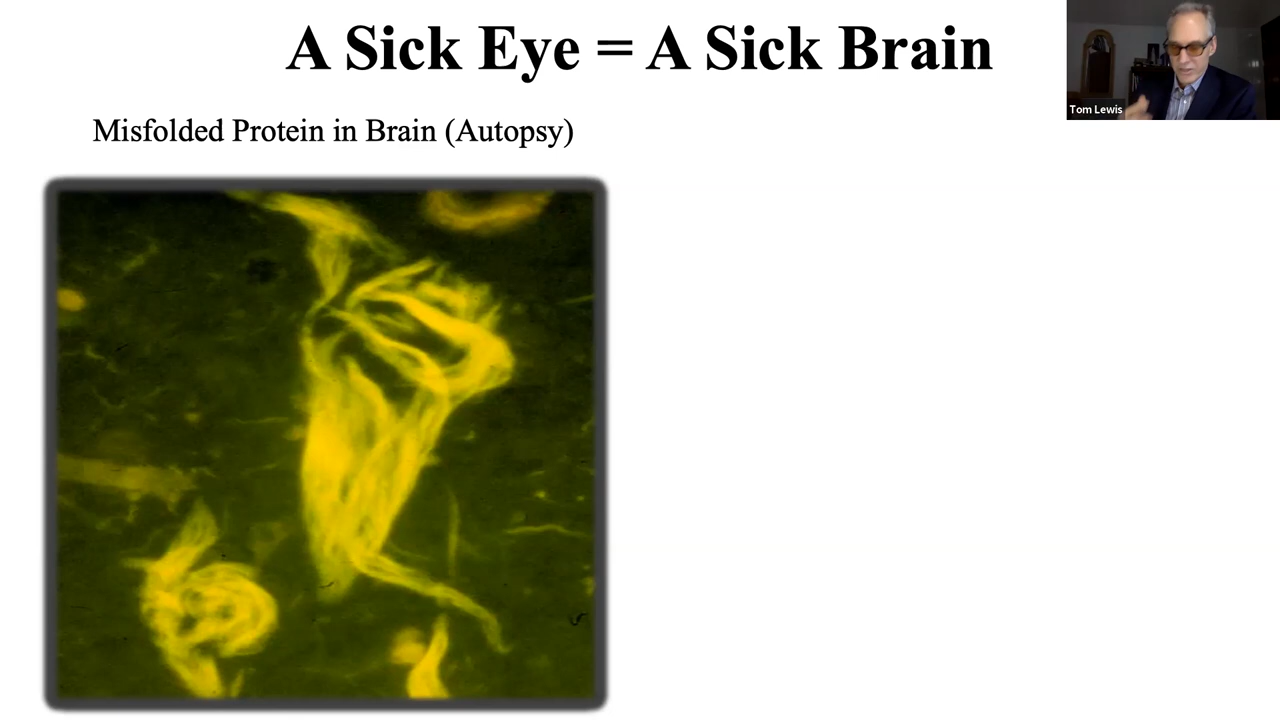 A Sick Eye = A Sick Brain
Tom Lewis
Misfolded Protein in Brain (Autopsy)